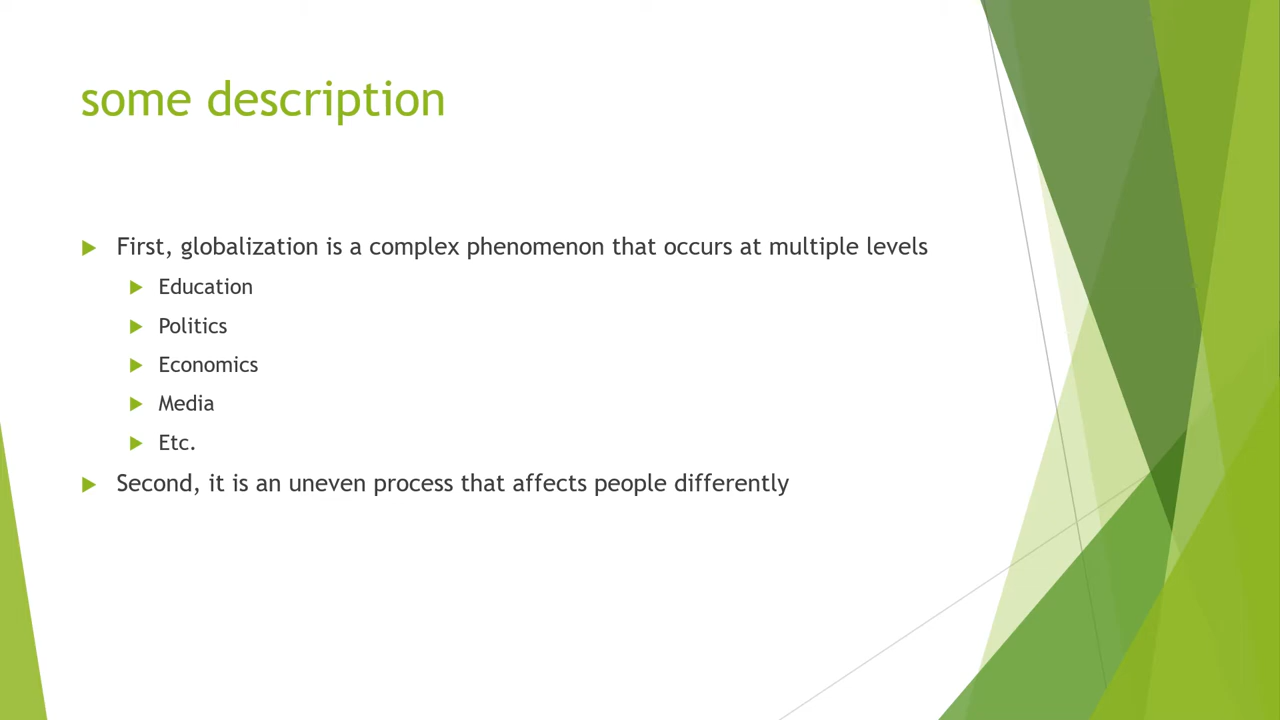 some description
First, globalization is a complex phenomenon that occurs at multiple levels
Education
Politics
Economics
Media
Etc.
Second, it is an uneven process that affects people differently